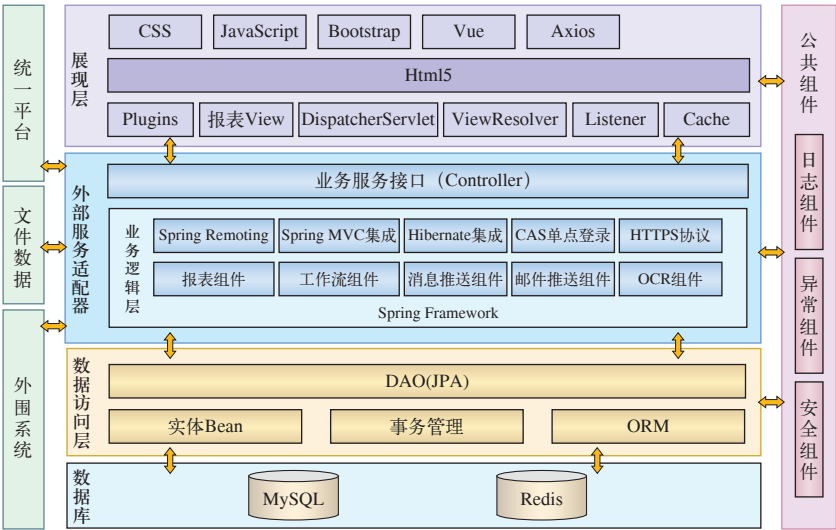 统一平台
文件数据
外围系统
展现层
CSS
JavaScript
Bootstrap
Vue
Axios
Html5
Plugins
报表View
DispatcherServlet
ViewResolver
Listener
Cache
外部服务适配器
业务服务接口（Controller）
业务逻辑层
Spring Remoting
Spring MVC集成
Hibernate集成
CAS单点登录
HTTPS协议
报表组件
工作流组件
消息推送组件
邮件推送组件
OCR组件
Spring Framework
数据访问层
DAO(JPA)
实体Bean
事务管理
ORM
数据库
MySQL
Redis
公共组件
日志组件
异常组件
安全组件